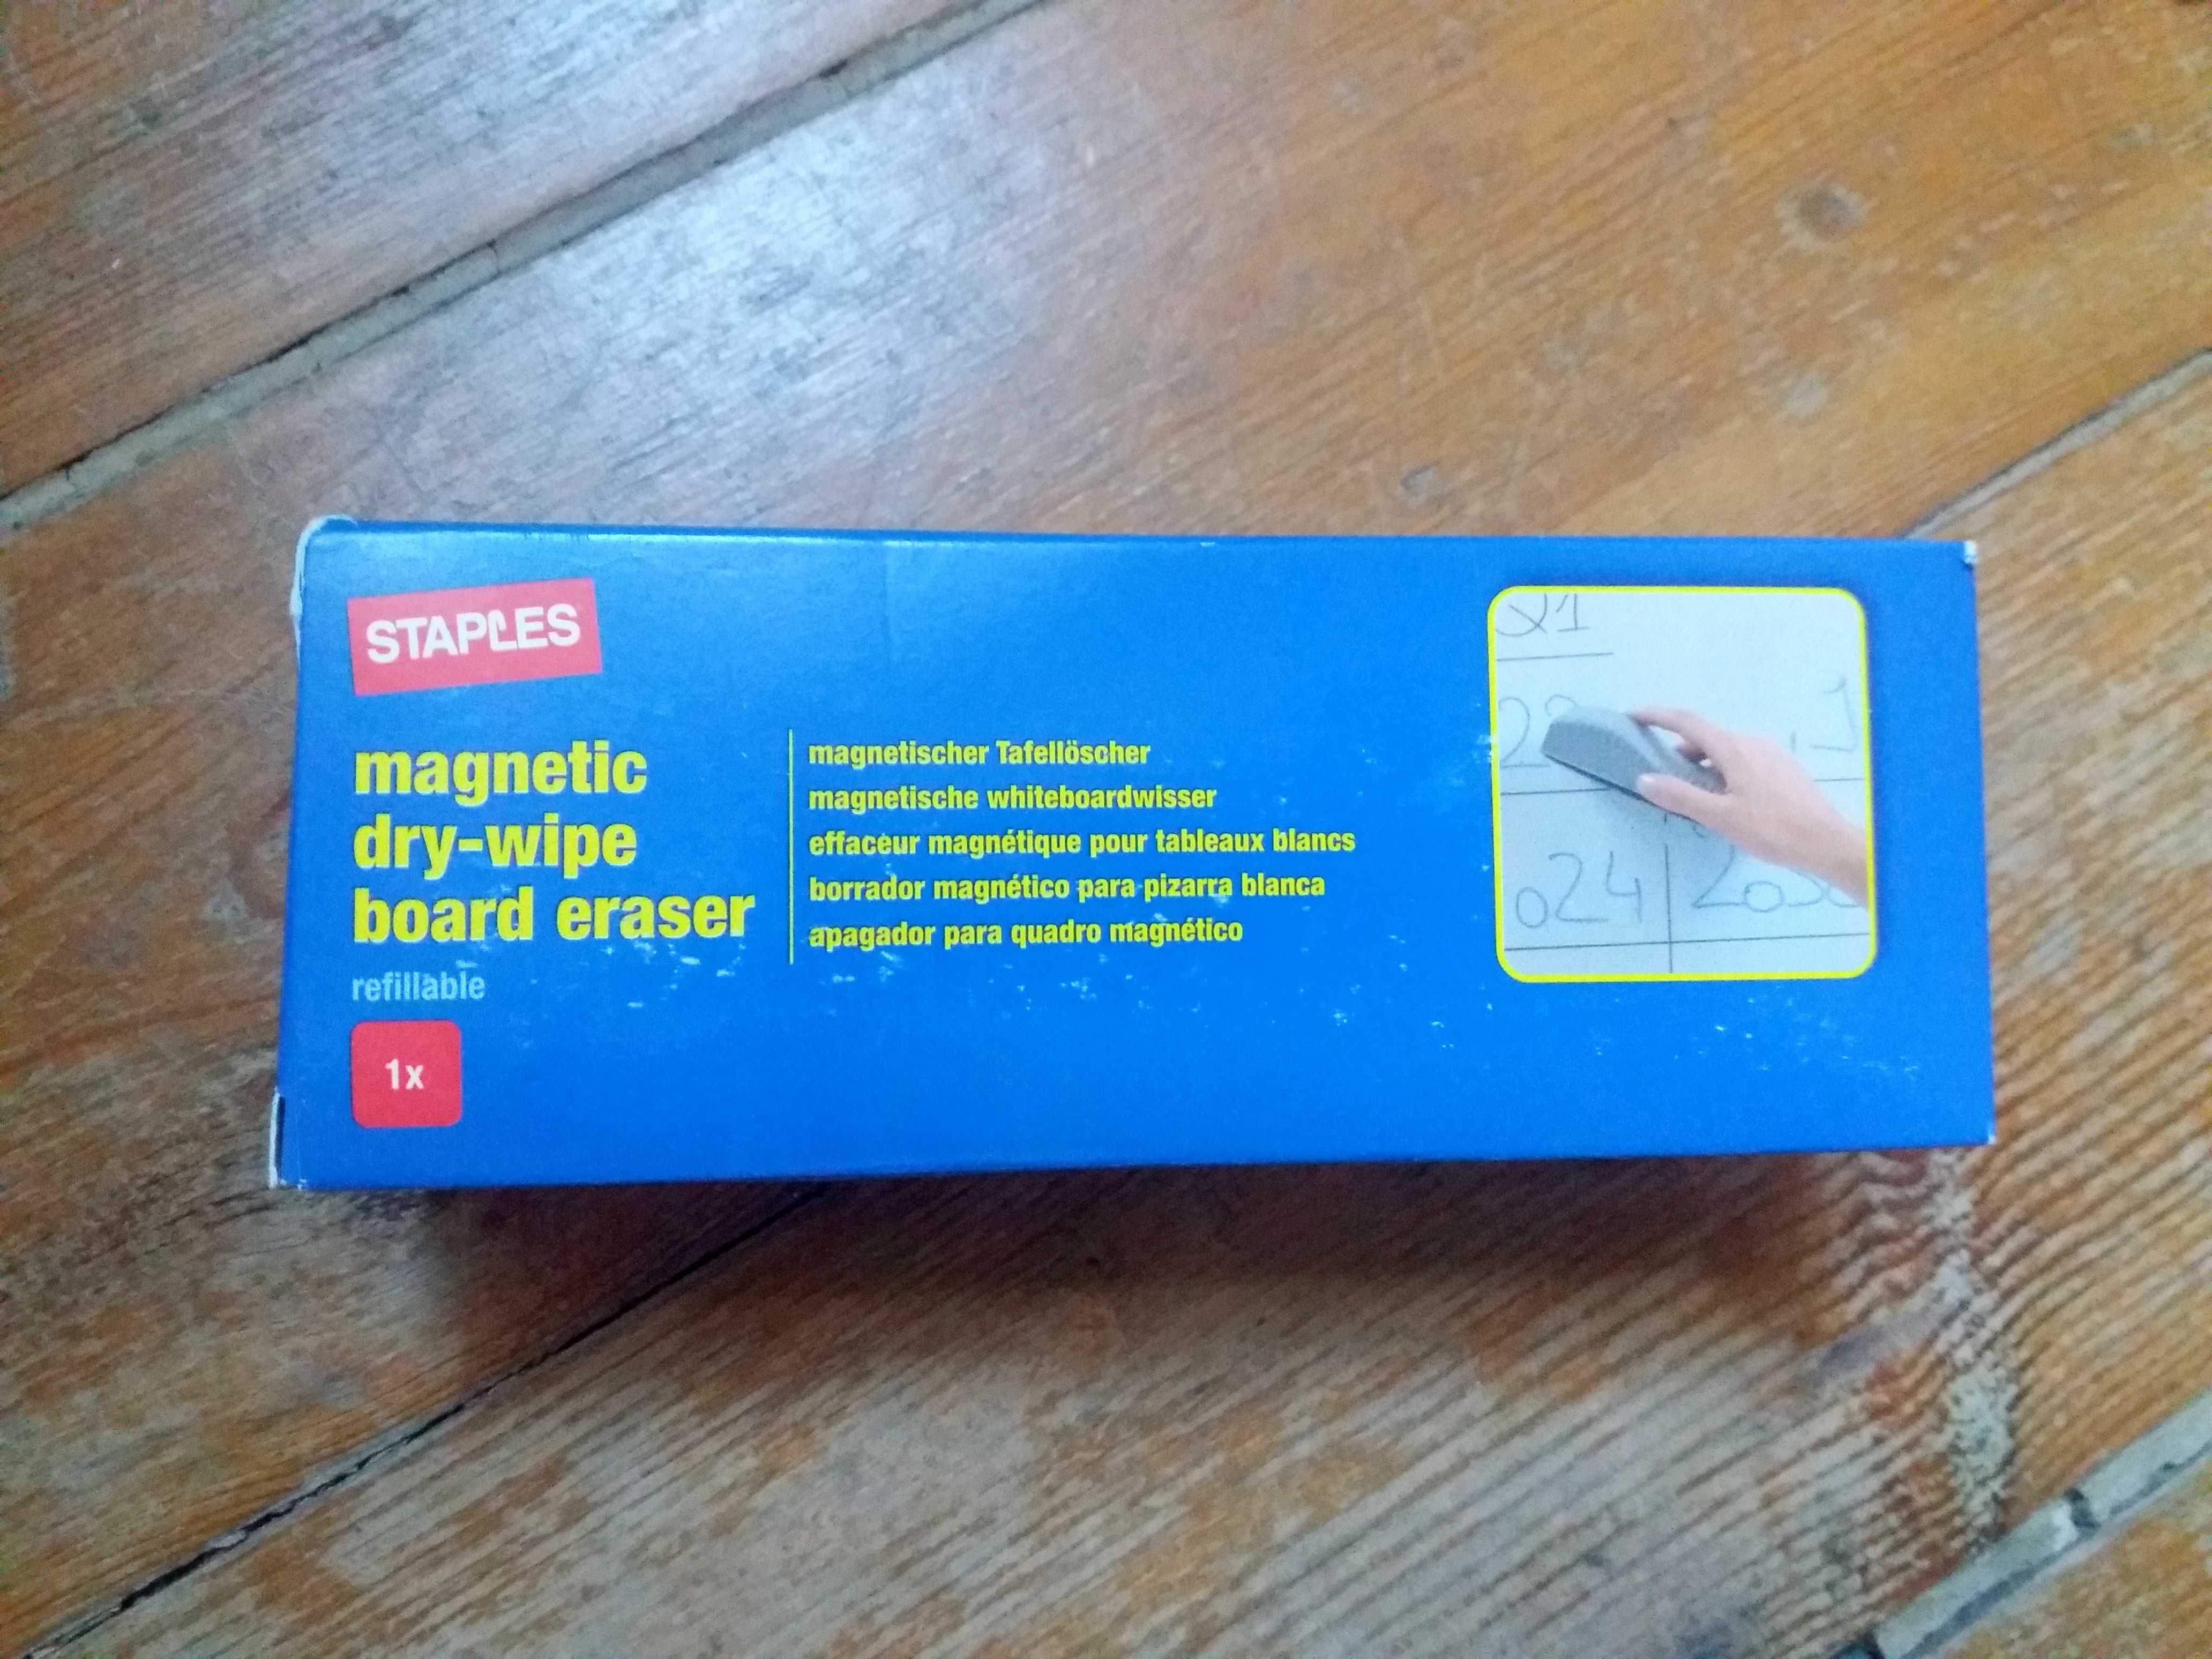 STAPLES
magnetic
dry-wipe
board eraser
refillable
1x
magnetischer Tafellöscher
magnetische whiteboardwisser
effaceur magnétique pour tableaux blancs
borrador magnético para pizarra blanca
apagador para quadro magnético
024